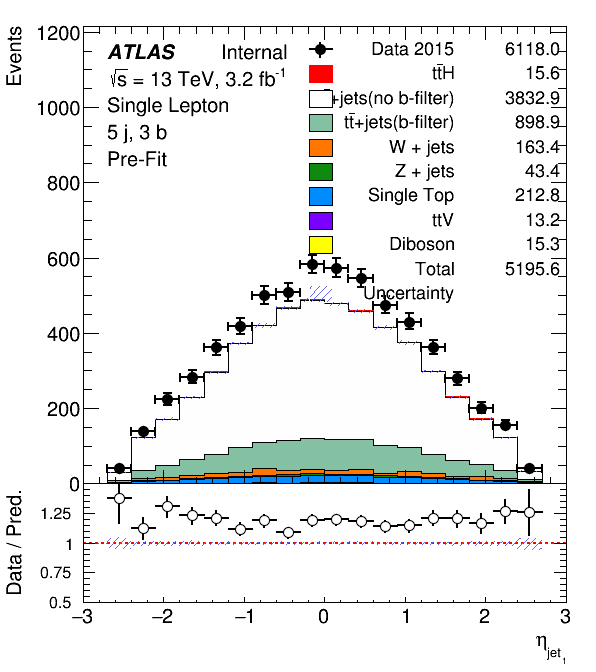 Events
1200
1000
800
600
400
200
0
ATLAS Internal
√s = 13 TeV, 3.2 fb⁻¹
Single Lepton
5 j, 3 b
Pre-Fit
Data 2015 6118.0
tt̄H 15.6
+jets(no b-filter) 3832.9
tt̄+jets(b-filter) 898.9
W + jets 163.4
Z + jets 43.4
Single Top 212.8
ttV 13.2
Diboson 15.3
Total 5195.6
Uncertainty
Data / Pred.
1.25
1
0.75
0.5
−3 −2 −1 0 1 2 3
η_jet₁